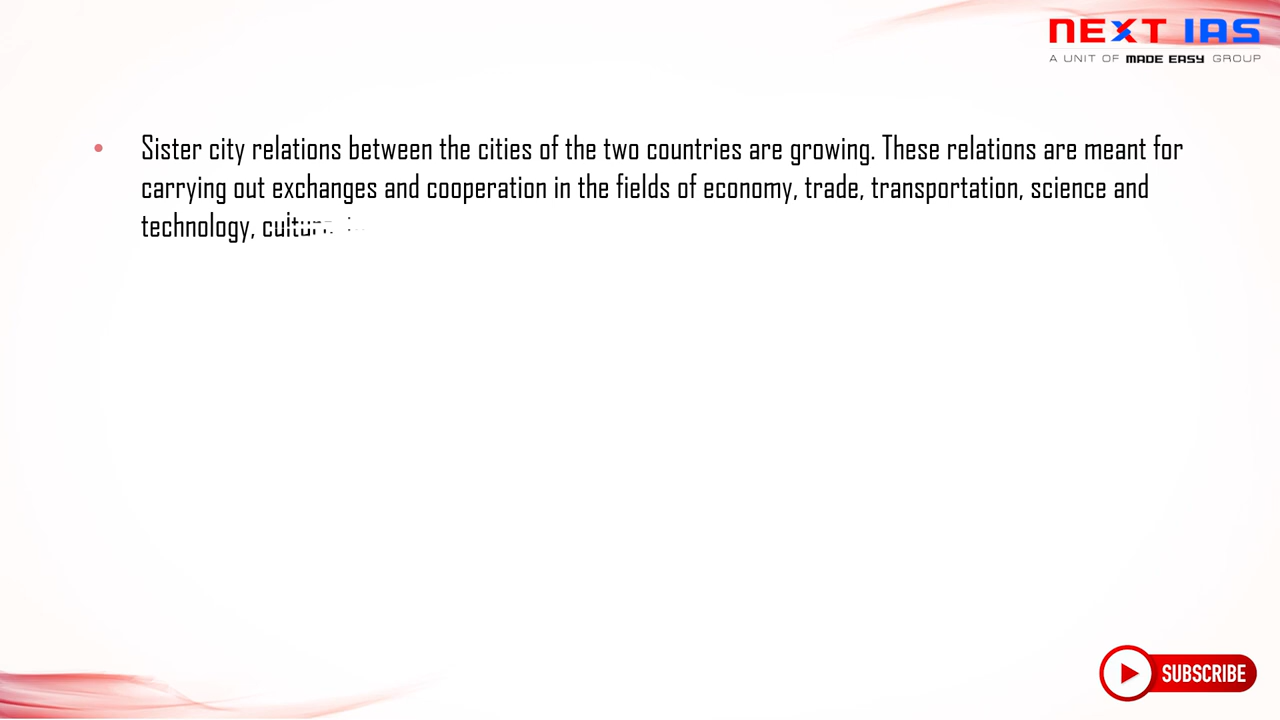 NEXT IAS
A UNIT OF MADE EASY GROUP
• Sister city relations between the cities of the two countries are growing. These relations are meant for
carrying out exchanges and cooperation in the fields of economy, trade, transportation, science and
technology,
SUBSCRIBE